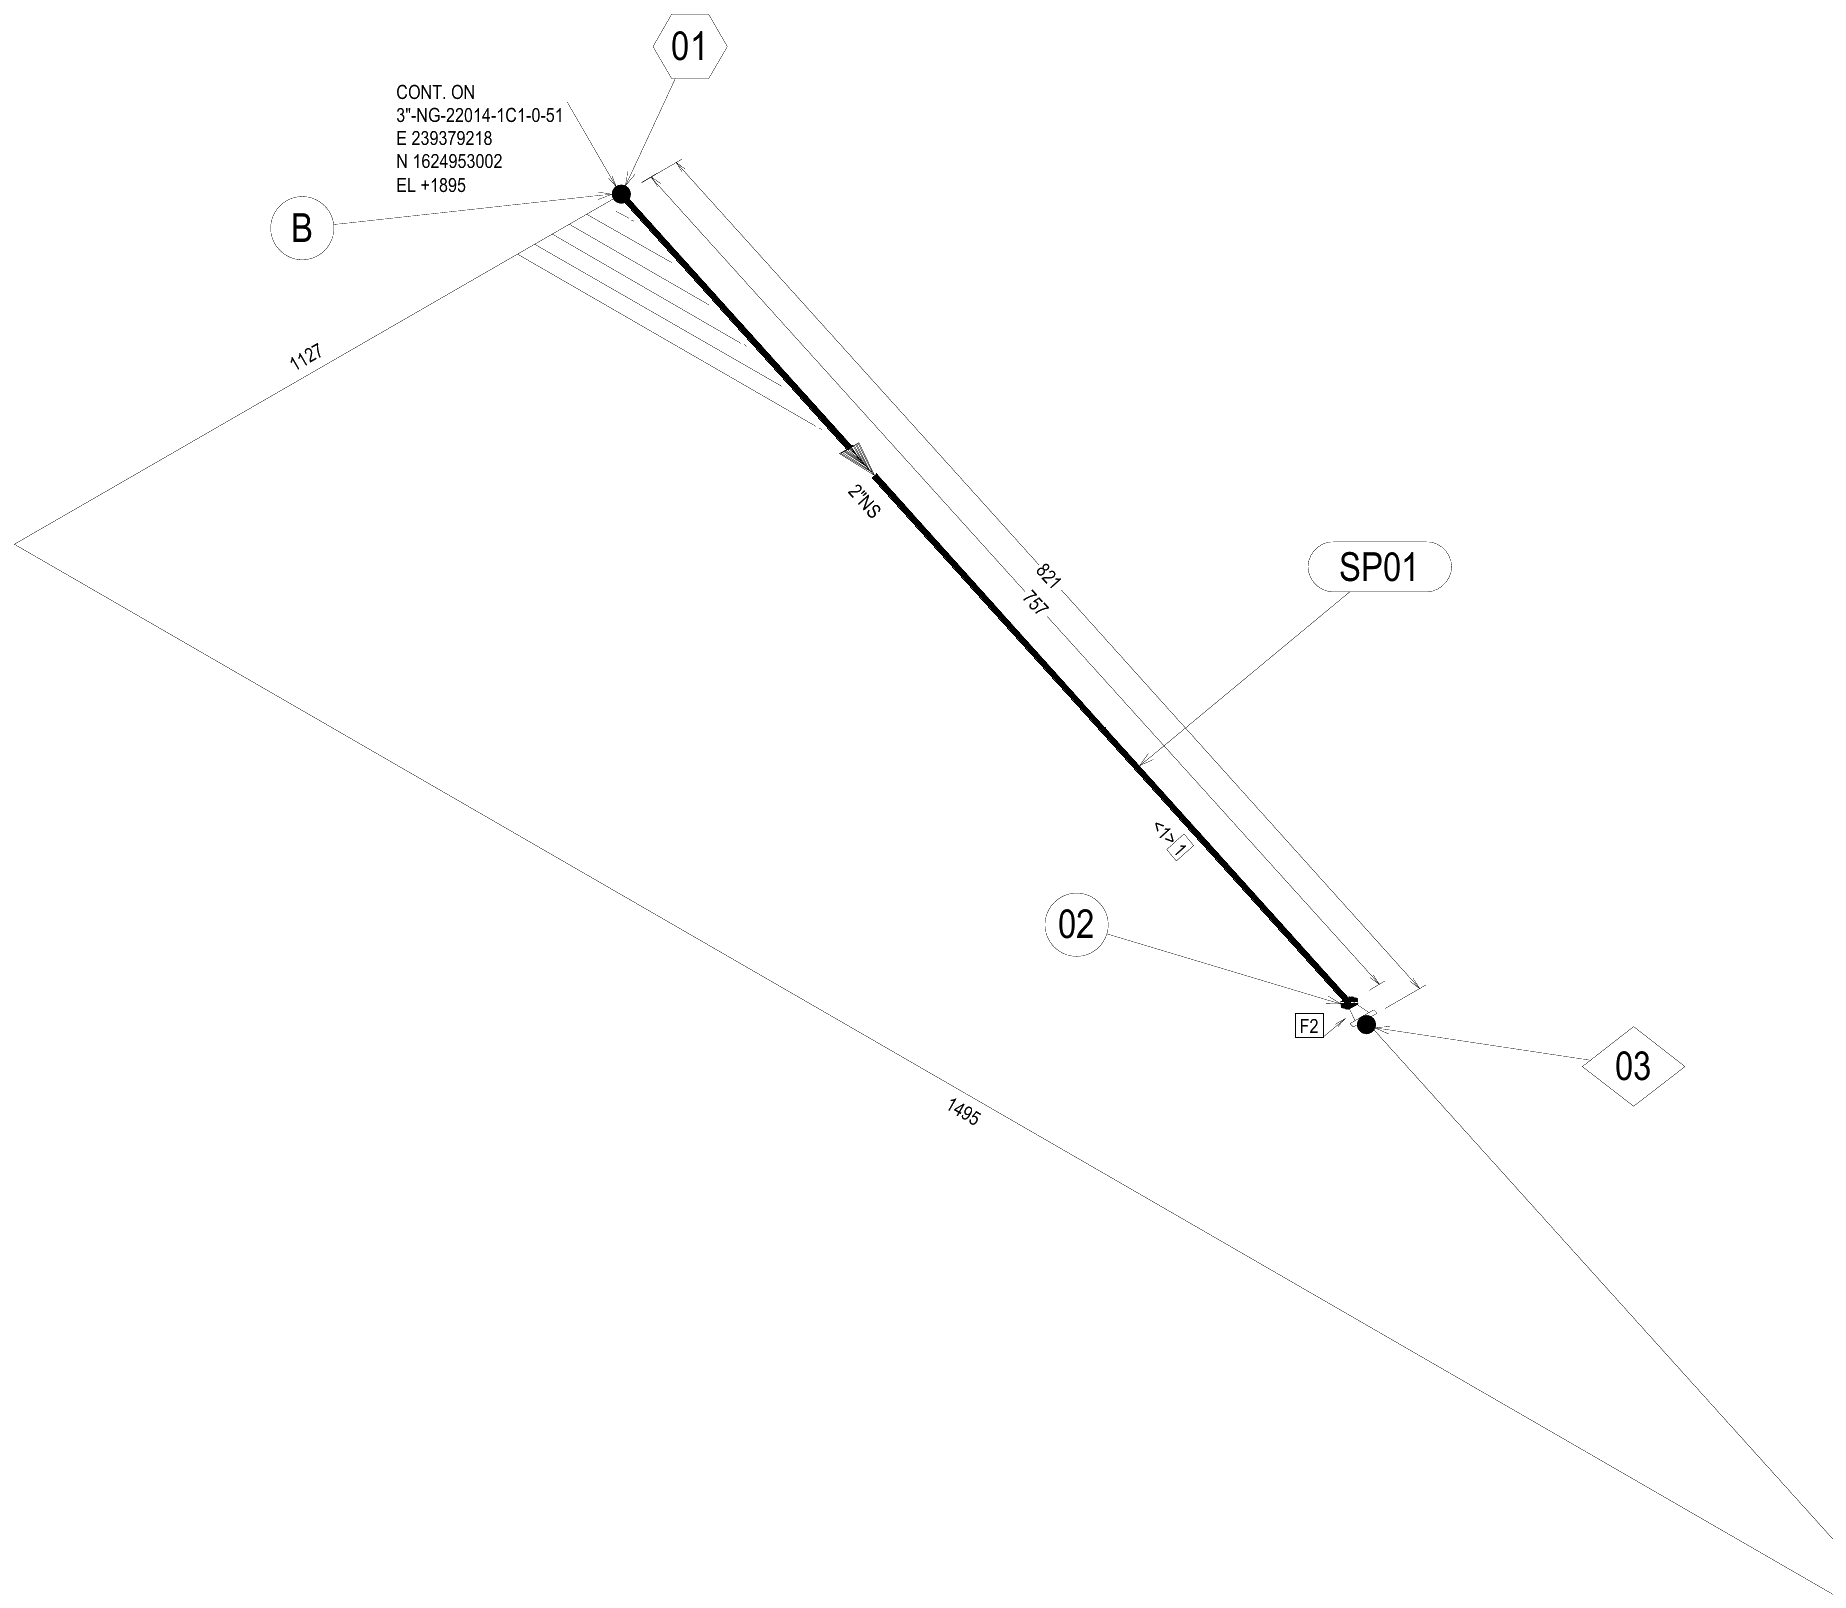 01
CONT. ON
3"-NG-22014-1C1-0-51
E 239379218
N 1624953002
EL +1895
B
1127
2"NS
821
757
SP01
<1> 1
02
F2
03
1495